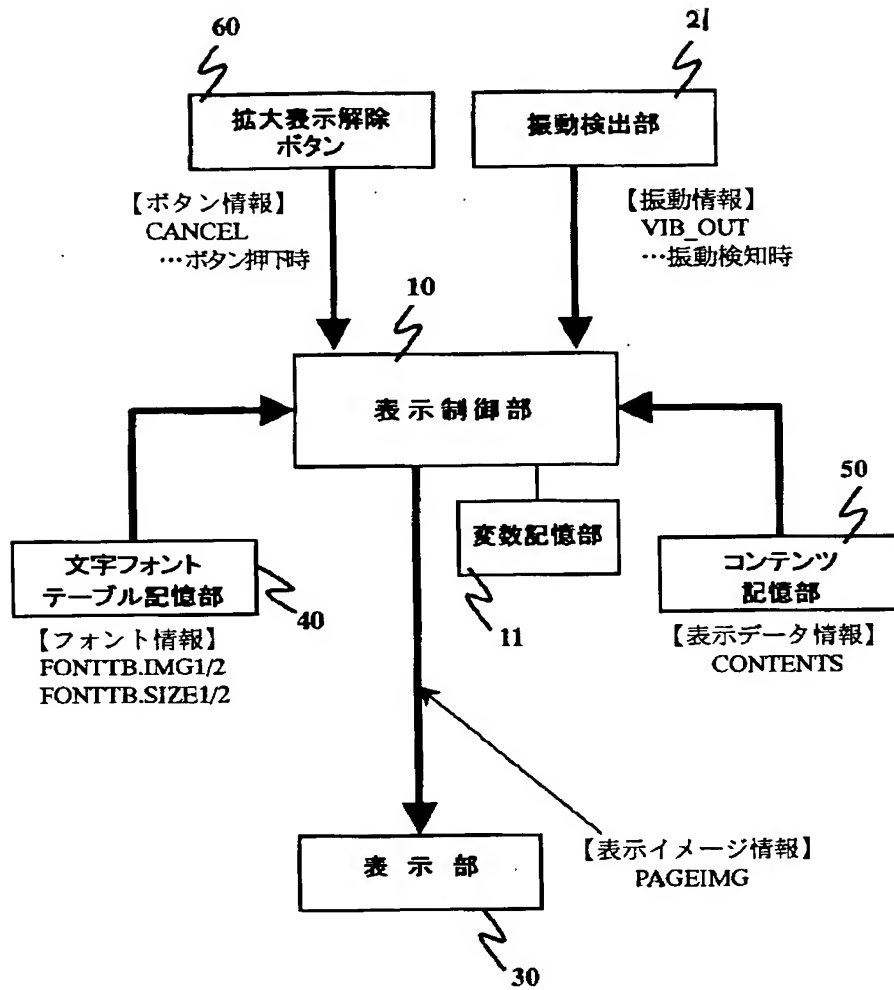 60
21
拡大表示解除
ボタン
振動検出部
【ボタン情報】
CANCEL
…ボタン押下時
【振動情報】
VIB_OUT
…振動検知時
10
表示制御部
50
変数記憶部
11
文字フォント
テーブル記憶部
40
コンテンツ
記憶部
【フォント情報】
FONTTB.IMG1/2
FONTTB.SIZE1/2
【表示データ情報】
CONTENTS
表示部
30
【表示イメージ情報】
PAGEIMG